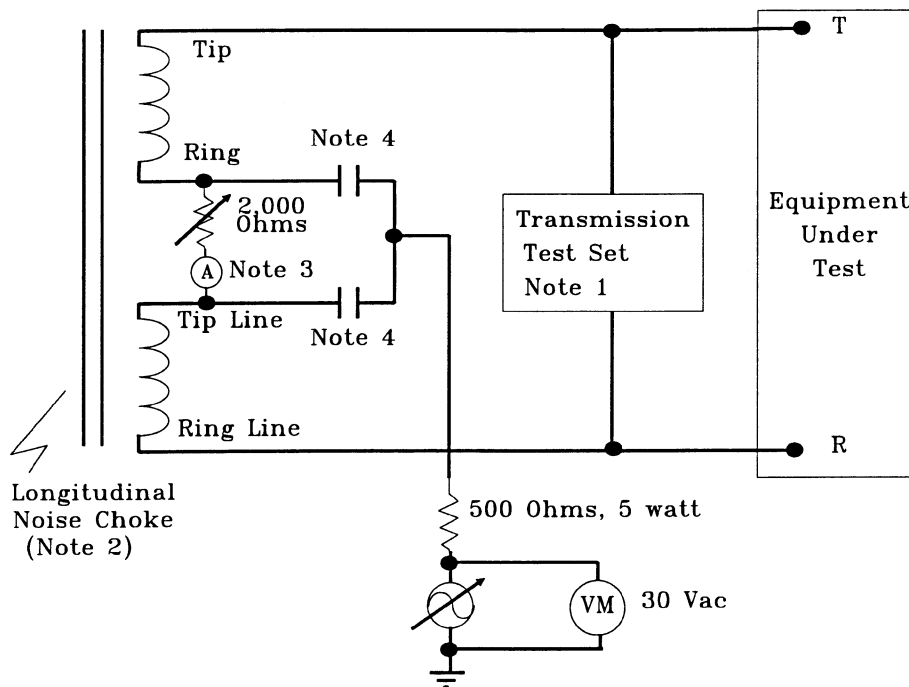 T
Tip
Note 4
Ring
2,000
Ohms
A
Note 3
Transmission
Test Set
Note 1
Equipment
Under
Test
Tip Line
Note 4
Ring Line
R
Longitudinal
Noise Choke
(Note 2)
500 Ohms, 5 watt
VM
30 Vac